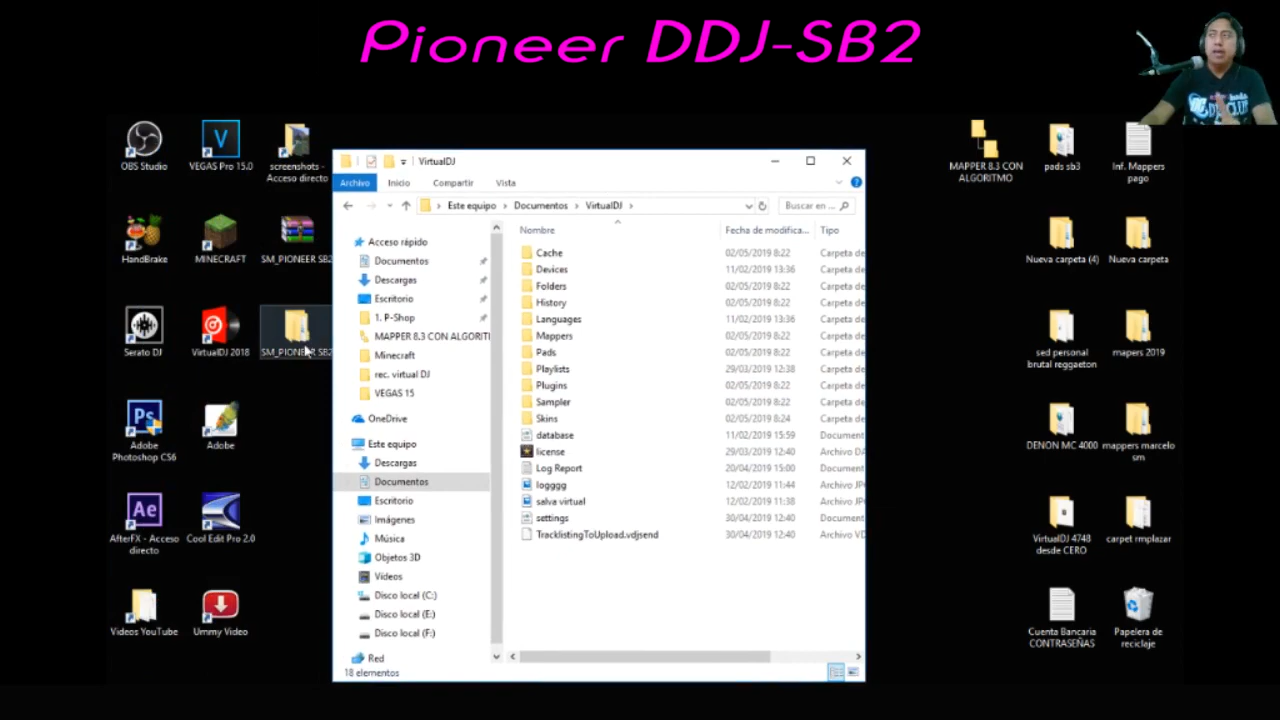 Pioneer DDJ-SB2
OBS Studio
VEGAS Pro 15.0
screenshots -
Acceso directo
HandBrake
MINECRAFT
SM_PIONEER SB2
Serato DJ
VirtualDJ 2018
SM_PIONEER SB2
Adobe
Photoshop CS6
Adobe
AfterFX - Acceso
directo
Cool Edit Pro 2.0
Videos YouTube
Ummy Video
VirtualDJ
Archivo
Inicio
Compartir
Vista
Este equipo
Documentos
VirtualDJ
Buscar en ...
Acceso rápido
Documentos
Descargas
Escritorio
1. P-Shop
MAPPER 8.3 CON ALGORITI
Minecraft
rec. virtual DJ
VEGAS 15
OneDrive
Este equipo
Descargas
Documentos
Escritorio
Imágenes
Música
Objetos 3D
Vídeos
Disco local (C:)
Disco local (E:)
Disco local (F:)
Red
18 elementos
Nombre Fecha de modifica... Tipo
Cache 02/05/2019 8:22 Carpeta de
Devices 11/02/2019 13:36 Carpeta de
Folders 02/05/2019 8:22 Carpeta de
History 02/05/2019 8:22 Carpeta de
Languages 11/02/2019 13:36 Carpeta de
Mappers 02/05/2019 8:22 Carpeta de
Pads 02/05/2019 8:22 Carpeta de
Playlists 29/03/2019 12:38 Carpeta de
Plugins 02/05/2019 8:22 Carpeta de
Sampler 02/05/2019 8:22 Carpeta de
Skins 02/05/2019 8:24 Carpeta de
database 11/02/2019 15:59 Document
license 29/03/2019 12:40 Archivo DA
Log Report 20/04/2019 15:00 Document
logggg 12/02/2019 11:44 Archivo JP
salva virtual 12/02/2019 11:38 Archivo JP
settings 30/04/2019 12:40 Document
TracklistingToUpload.vdjsend 30/04/2019 12:40 Archivo VD
MAPPER 8.3 CON
ALGORITMO
pads sb3
Inf. Mappers
pago
Nueva carpeta (4)
Nueva carpeta
sed personal
brutal reggaeton
mapers 2019
DENON MC 4000
mappers marcelo
sm
VirtualDJ 4748
desde CERO
carpet rmplazar
Cuenta Bancaria
CONTRASEÑAS
Papelera de
reciclaje